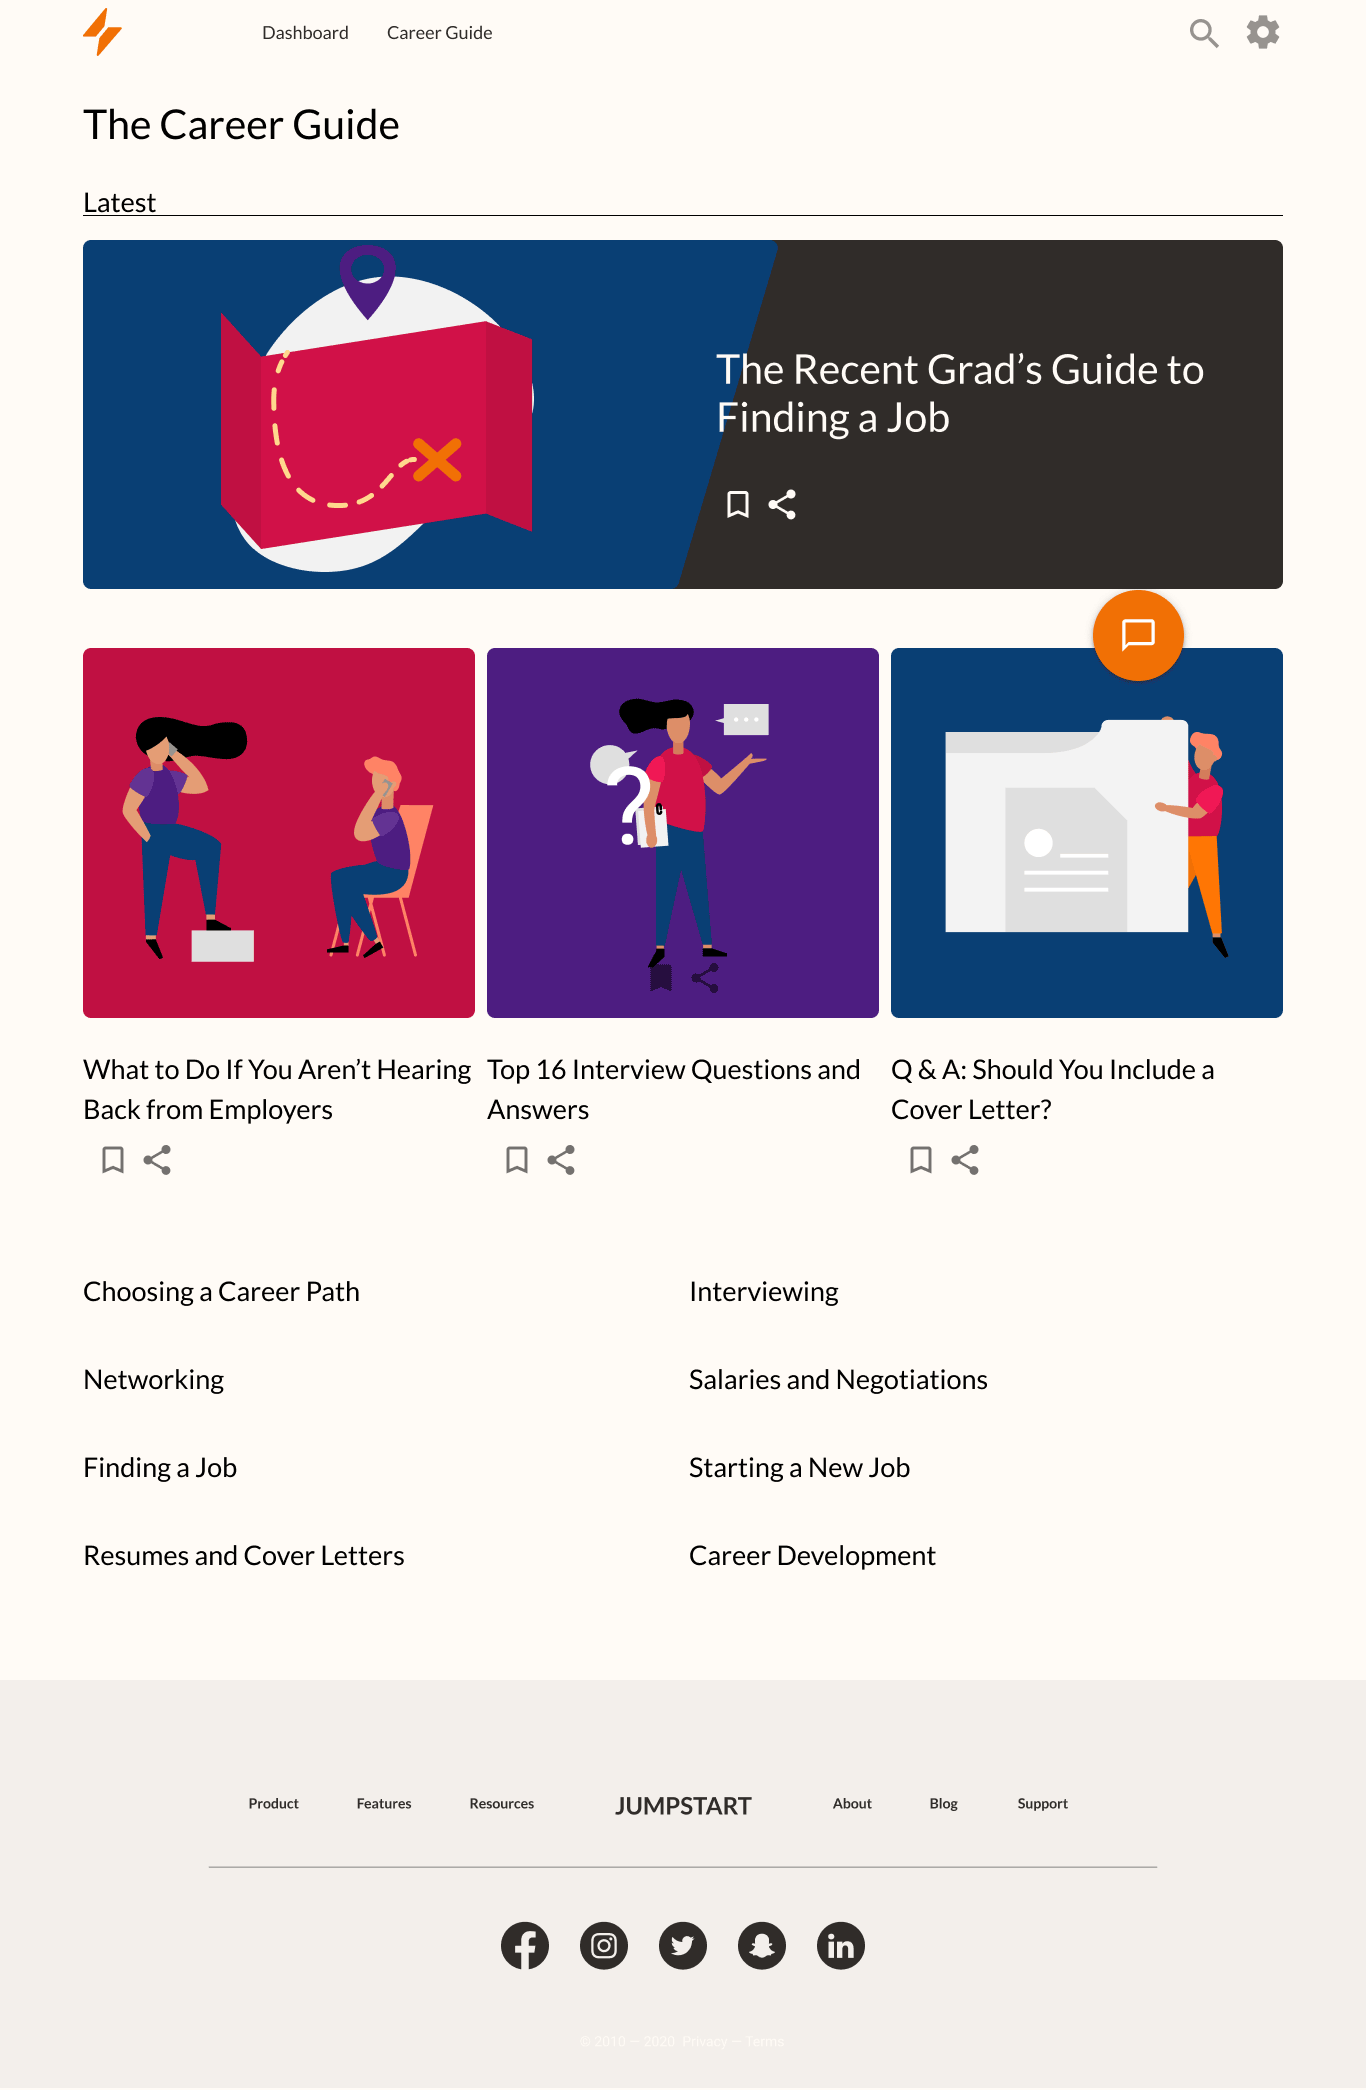 Dashboard
Career Guide
The Career Guide
Latest
The Recent Grad’s Guide to
Finding a Job
?
What to Do If You Aren’t Hearing
Back from Employers
Top 16 Interview Questions and
Answers
Q & A: Should You Include a
Cover Letter?
Choosing a Career Path
Interviewing
Networking
Salaries and Negotiations
Finding a Job
Starting a New Job
Resumes and Cover Letters
Career Development
Product
Features
Resources
JUMPSTART
About
Blog
Support
© 2010 — 2020 Privacy — Terms